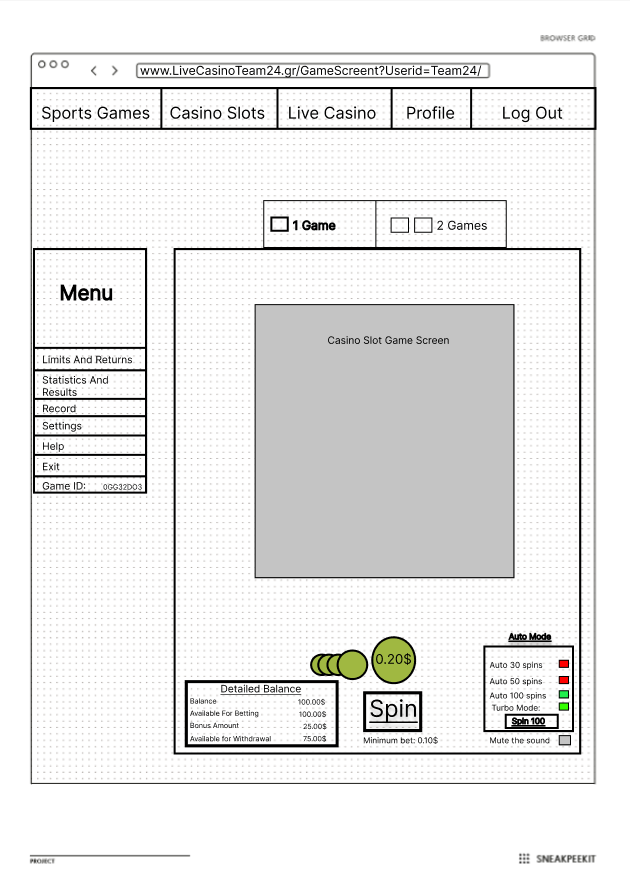 BROWSER GRID
www.LiveCasinoTeam24.gr/GameScreent?Userid=Team24/
Sports Games Casino Slots Live Casino Profile Log Out
1 Game 2 Games
Menu
Casino Slot Game Screen
Limits And Returns
Statistics And
Results
Record
Settings
Help
Exit
Game ID: 0GG32DO3
Auto Mode
0.20$
Auto 30 spins
Auto 50 spins
Auto 100 spins
Turbo Mode:
Spin 100
Mute the sound
Detailed Balance
Balance 100.00$
Available For Betting 100.00$
Bonus Amount 25.00$
Available for Withdrawal 75.00$
Spin
Minimum bet: 0.10$
PROJECT
SNEAKPEEKIT